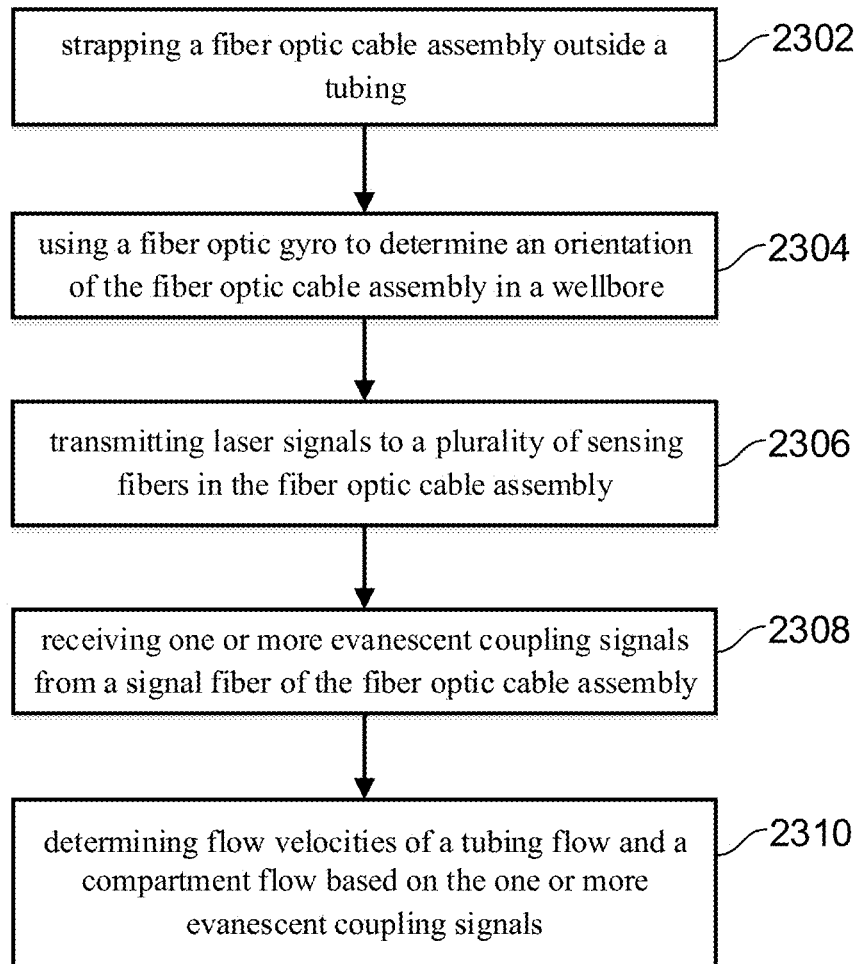 strapping a fiber optic cable assembly outside a
tubing
2302
using a fiber optic gyro to determine an orientation
of the fiber optic cable assembly in a wellbore
2304
transmitting laser signals to a plurality of sensing
fibers in the fiber optic cable assembly
2306
receiving one or more evanescent coupling signals
from a signal fiber of the fiber optic cable assembly
2308
determining flow velocities of a tubing flow and a
compartment flow based on the one or more
evanescent coupling signals
2310